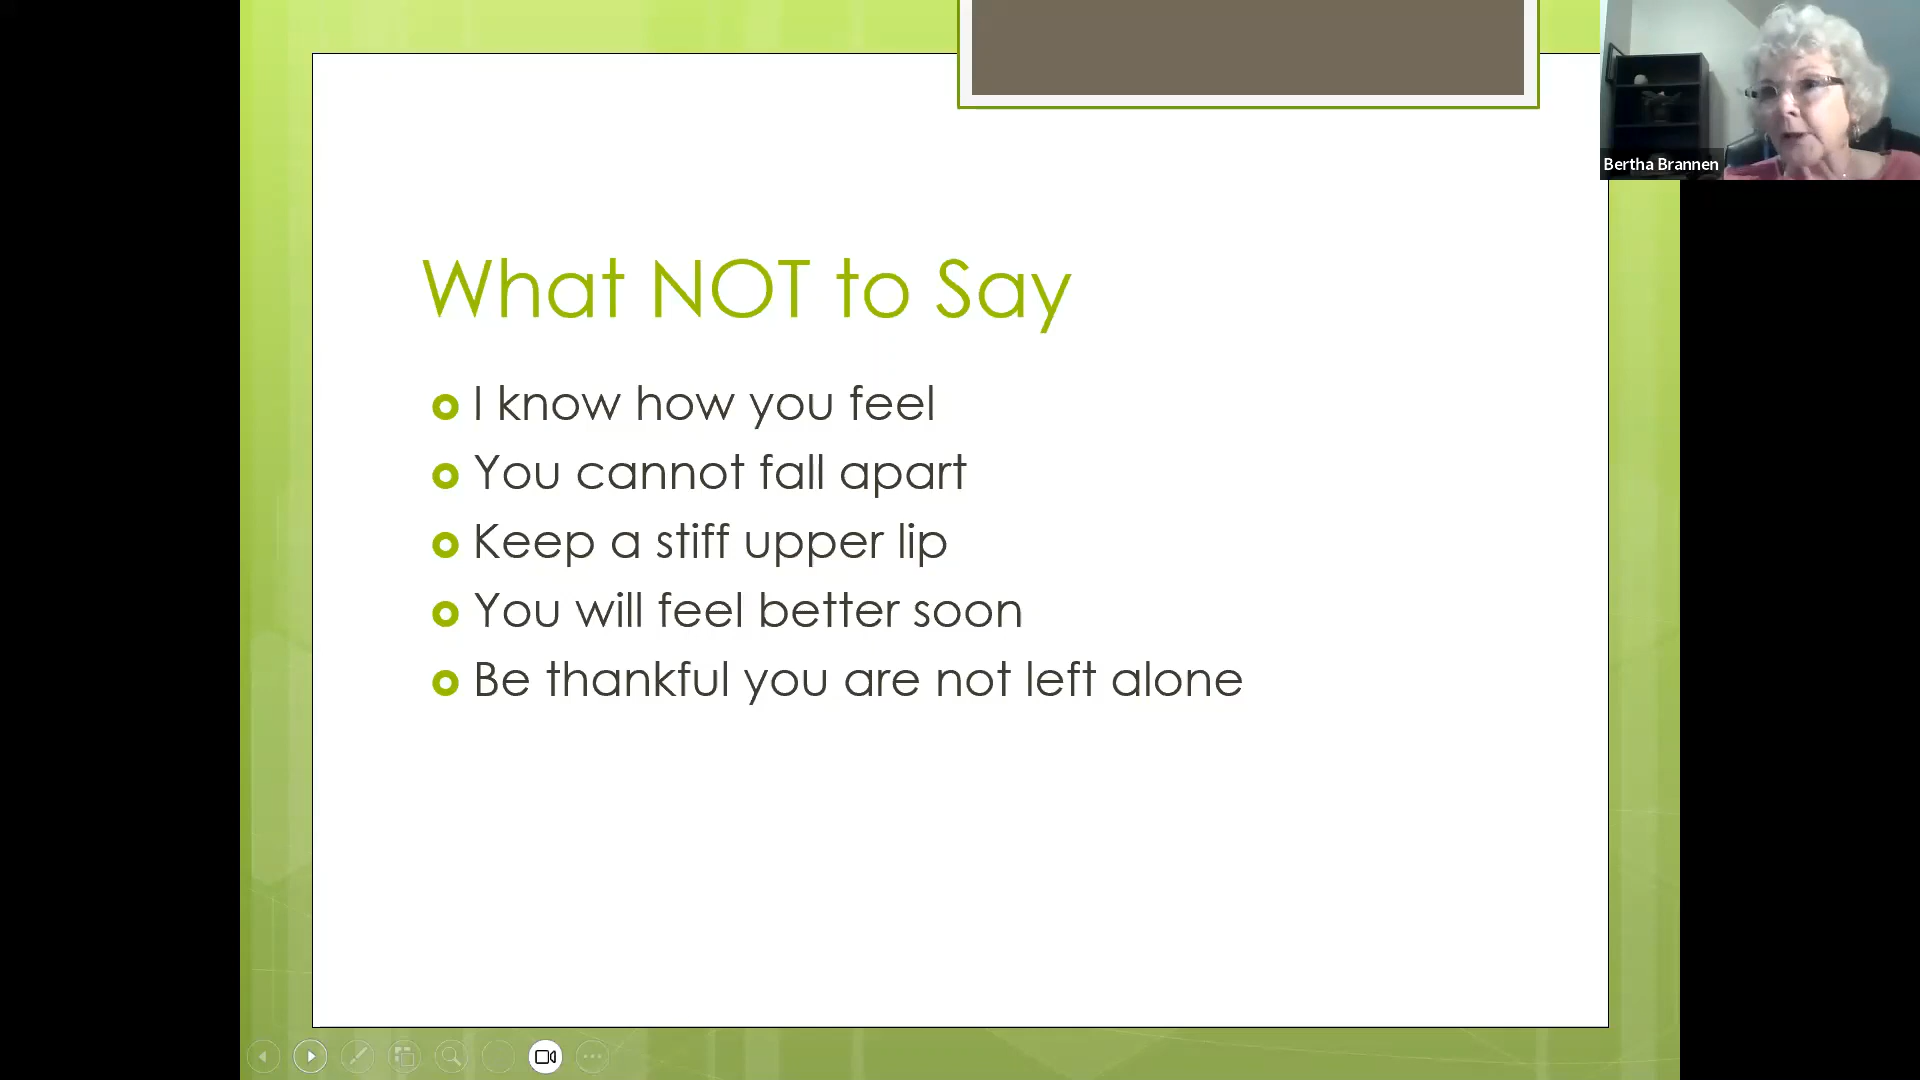 Bertha Brannen
What NOT to Say
I know how you feel
You cannot fall apart
Keep a stiff upper lip
You will feel better soon
Be thankful you are not left alone